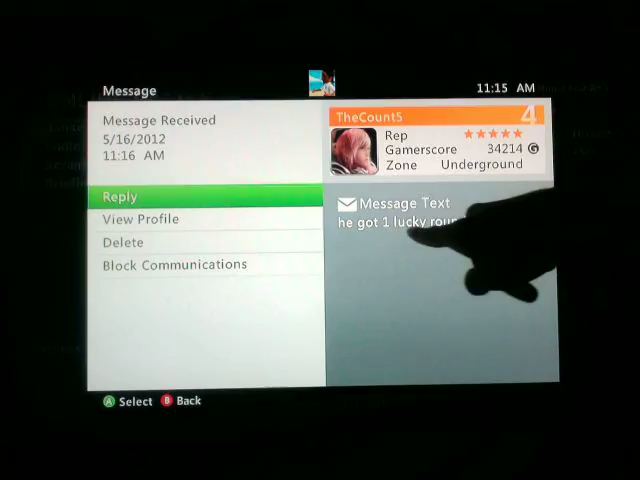 Message
11:15 AM
Message Received
5/16/2012
11:16 AM
Reply
View Profile
Delete
Block Communications
TheCount5
4
Rep
Gamerscore 34214 G
Zone Underground
Message Text
he got 1 lucky
A Select B Back